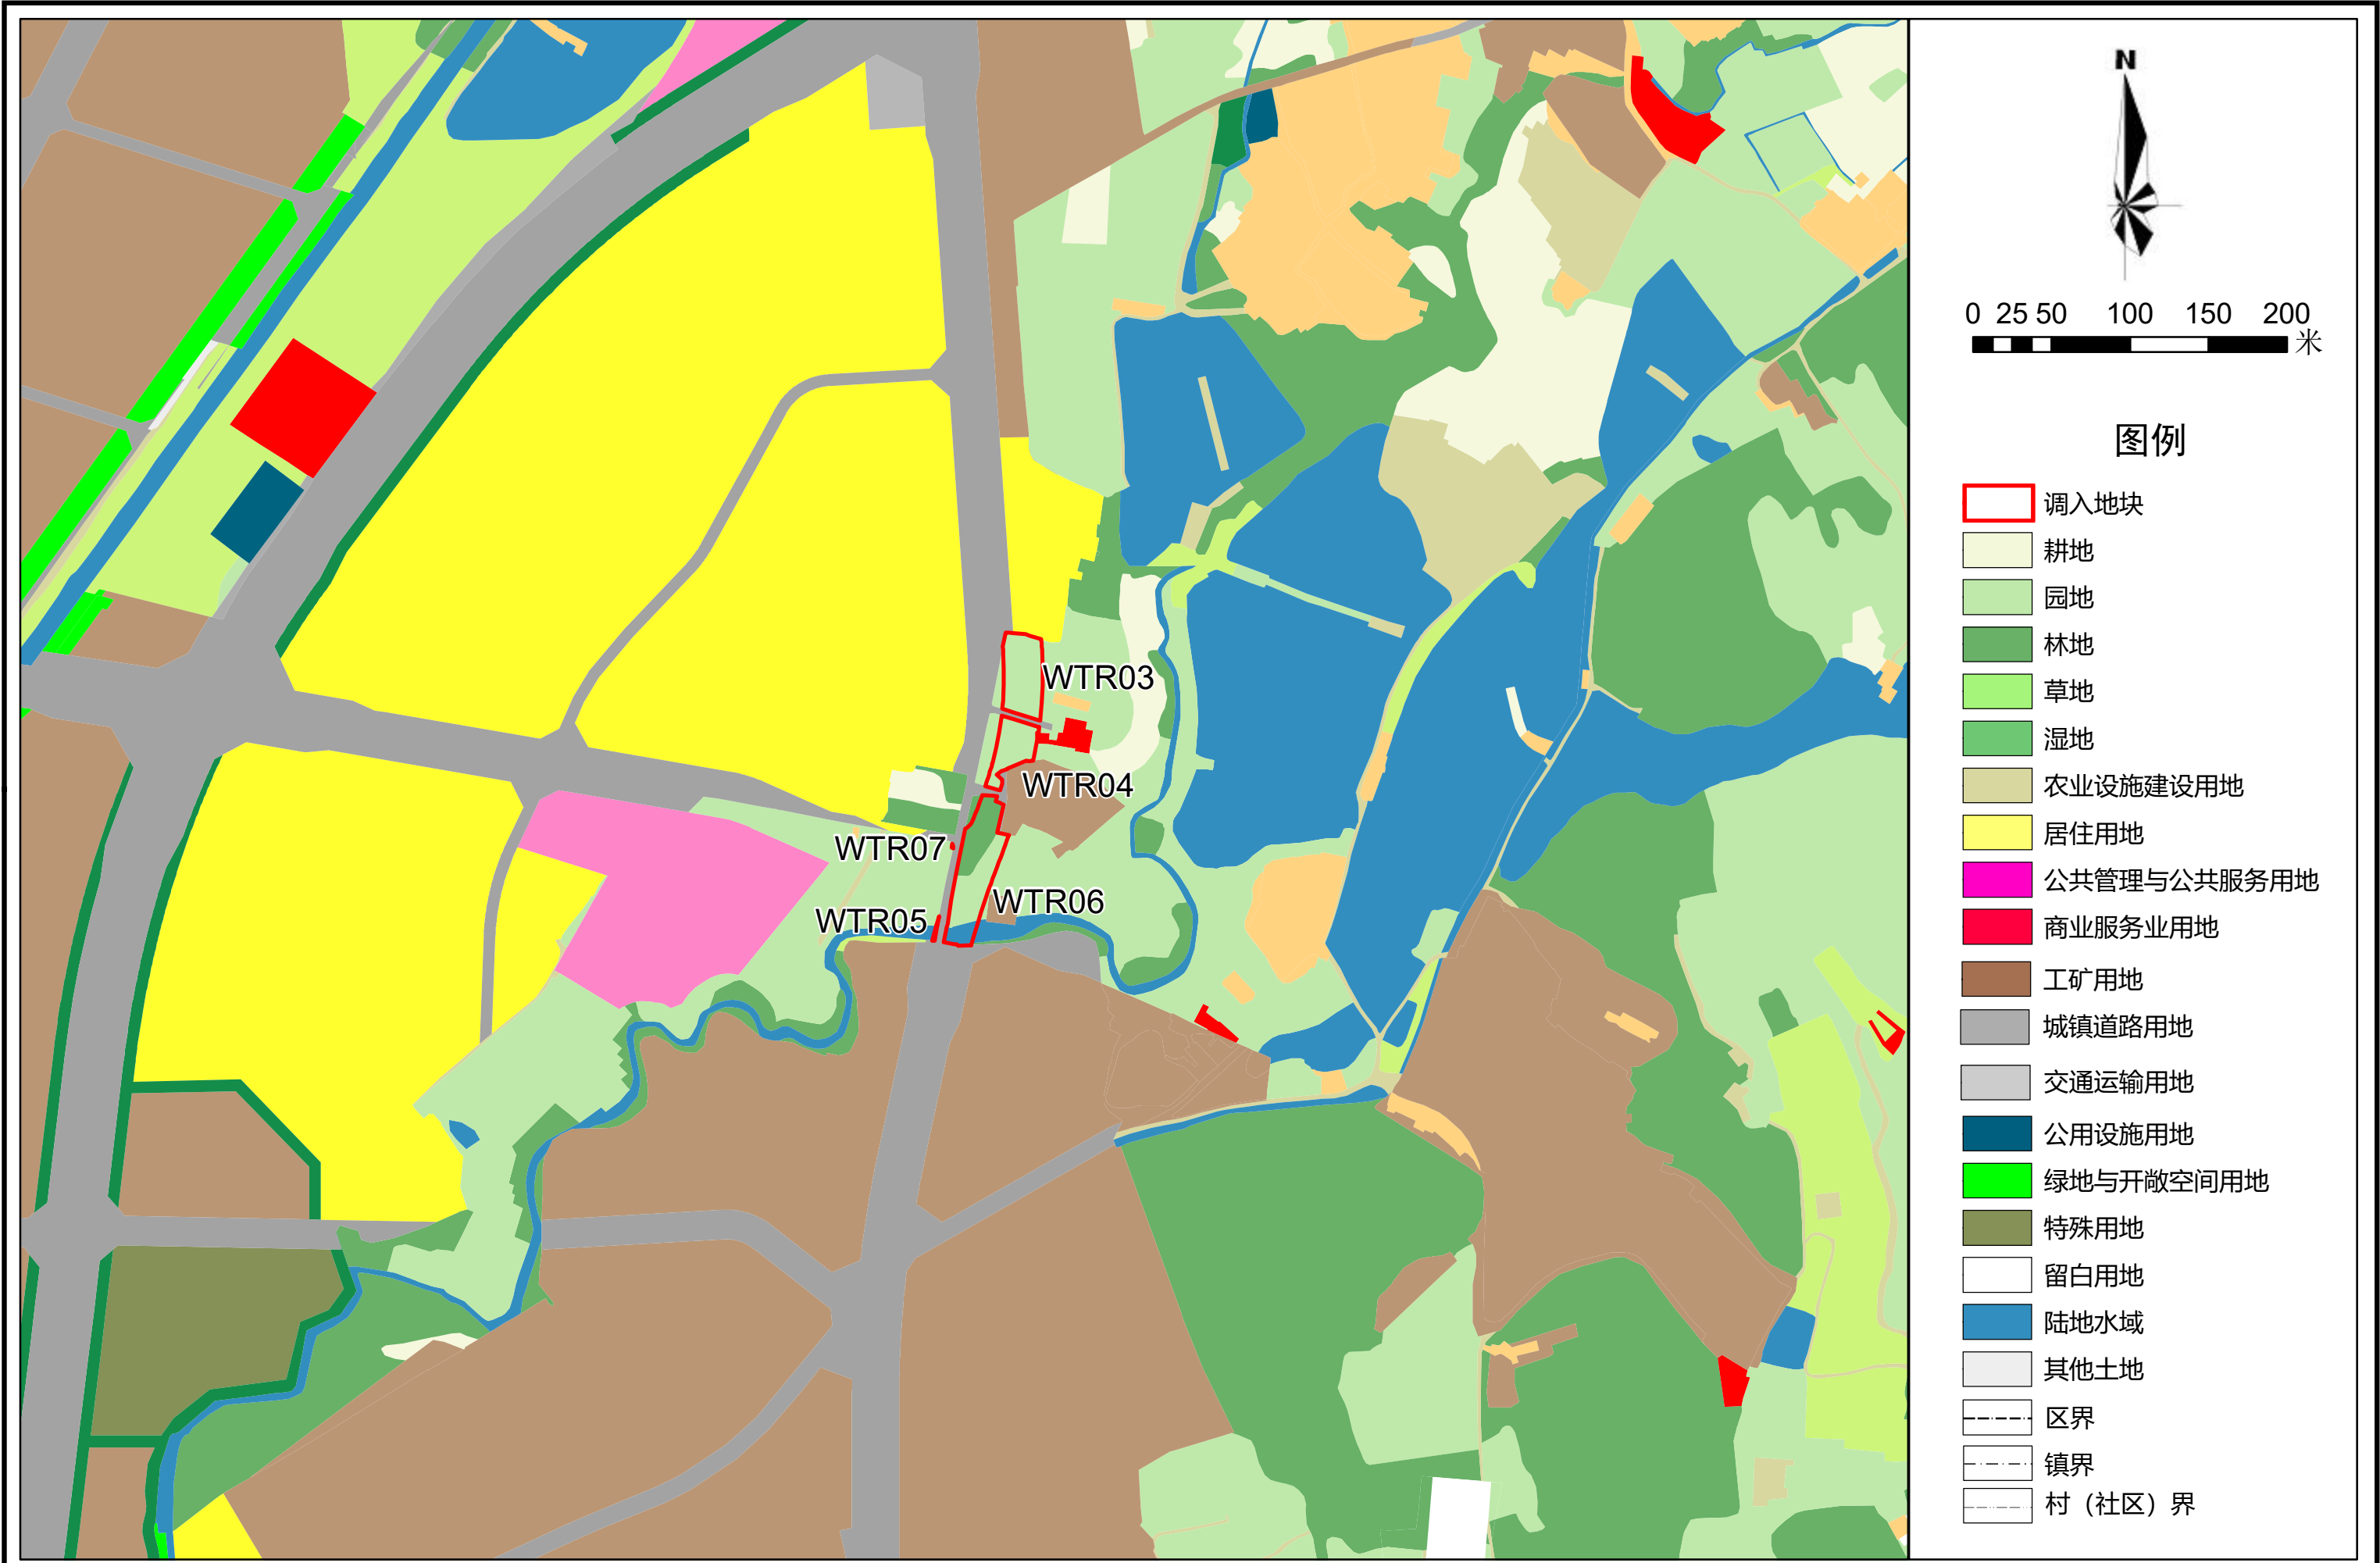 N
0 25 50 100 150 200
米
图例
调入地块
耕地
园地
林地
草地
湿地
农业设施建设用地
居住用地
公共管理与公共服务用地
商业服务业用地
工矿用地
城镇道路用地
交通运输用地
公用设施用地
绿地与开敞空间用地
特殊用地
留白用地
陆地水域
其他土地
区界
镇界
村（社区）界
WTR03
WTR04
WTR07
WTR06
WTR05